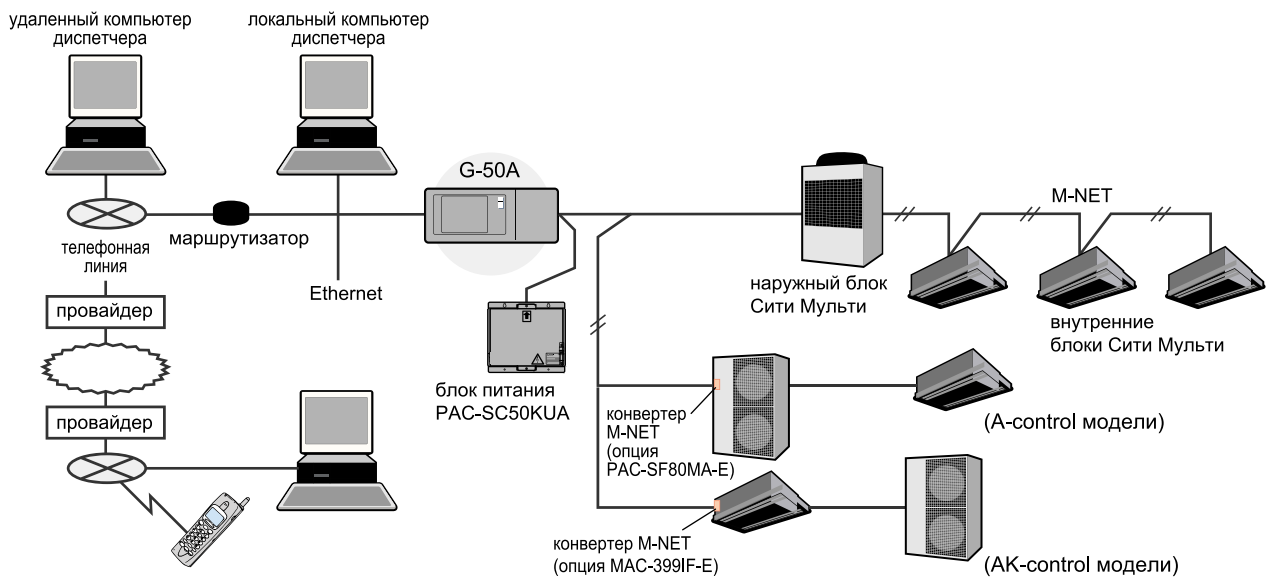 удаленный компьютер
диспетчера
локальный компьютер
диспетчера
G-50A
M-NET
маршрутизатор
телефонная
линия
Ethernet
наружный блок
Сити Мульти
внутренние
блоки Сити Мульти
провайдер
блок питания
PAC-SC50KUA
провайдер
конвертер
M-NET
(опция
PAC-SF80MA-E)
(A-control модели)
конвертер M-NET
(опция MAC-399IF-E)
(AK-control модели)